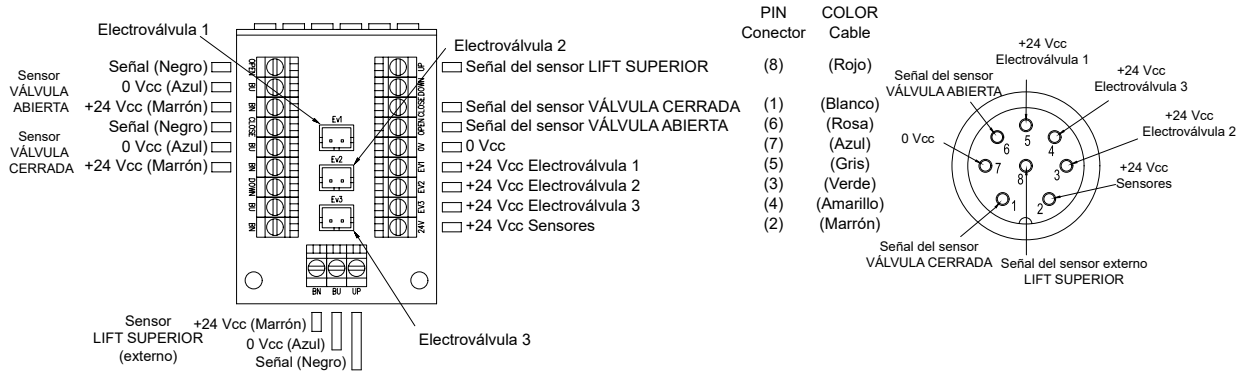 Electroválvula 1
Electroválvula 2
PIN
Conector
COLOR
Cable
Sensor
VÁLVULA
ABIERTA
Señal (Negro)
0 Vcc (Azul)
+24 Vcc (Marrón)
Sensor
VÁLVULA
CERRADA
Señal (Negro)
0 Vcc (Azul)
+24 Vcc (Marrón)
OPEN
BU
BN
CLOSE
BU
BN
DOWN
BU
BN
Ev1
Ev2
Ev3
UP
DOWN
CLOSE
OPEN
0V
EV1
EV2
EV3
24V
BN BU UP
Señal del sensor LIFT SUPERIOR (8) (Rojo)
Señal del sensor VÁLVULA CERRADA (1) (Blanco)
Señal del sensor VÁLVULA ABIERTA (6) (Rosa)
0 Vcc (7) (Azul)
+24 Vcc Electroválvula 1 (5) (Gris)
+24 Vcc Electroválvula 2 (3) (Verde)
+24 Vcc Electroválvula 3 (4) (Amarillo)
+24 Vcc Sensores (2) (Marrón)
Sensor
LIFT SUPERIOR
(externo)
+24 Vcc (Marrón)
0 Vcc (Azul)
Señal (Negro)
Electroválvula 3
+24 Vcc
Electroválvula 1
Señal del sensor
VÁLVULA ABIERTA
+24 Vcc
Electroválvula 3
+24 Vcc
Electroválvula 2
0 Vcc
+24 Vcc
Sensores
6
5
4
7
8
3
1
2
Señal del sensor
VÁLVULA CERRADA
Señal del sensor externo
LIFT SUPERIOR